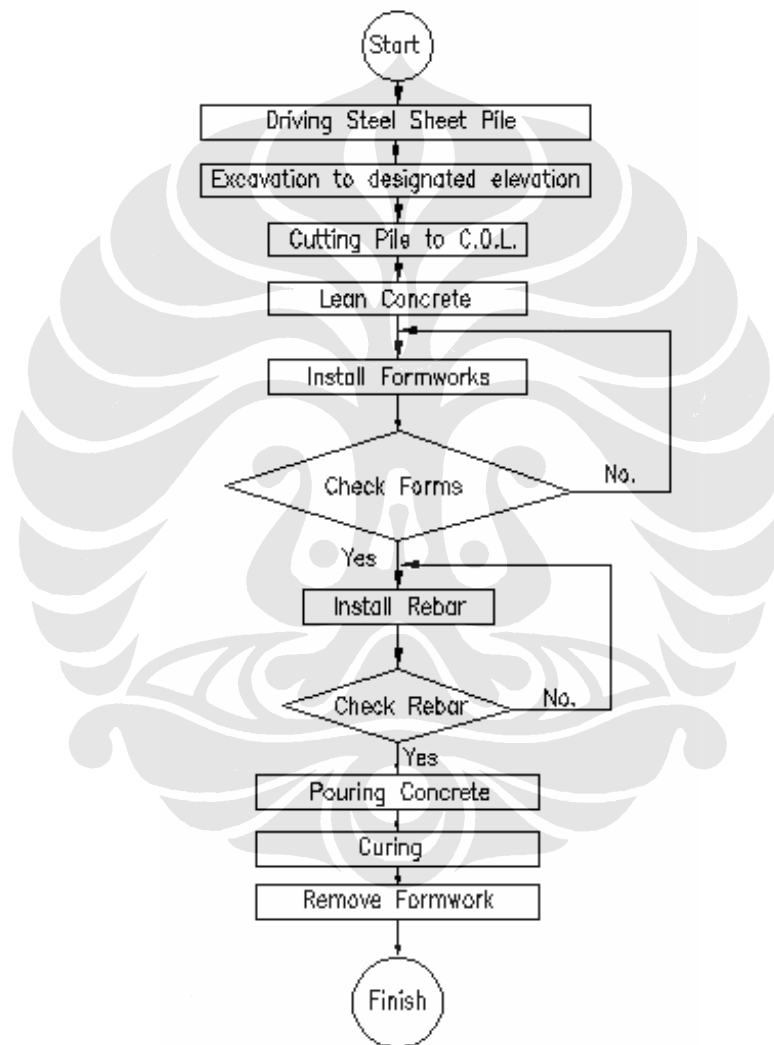 Start
Driving Steel Sheet Pile
Excavation to designated elevation
Cutting Pile to C.O.L.
Lean Concrete
Install Formworks
Check Forms
No.
Yes
Install Rebar
Check Rebar
No.
Yes
Pouring Concrete
Curing
Remove Formwork
Finish